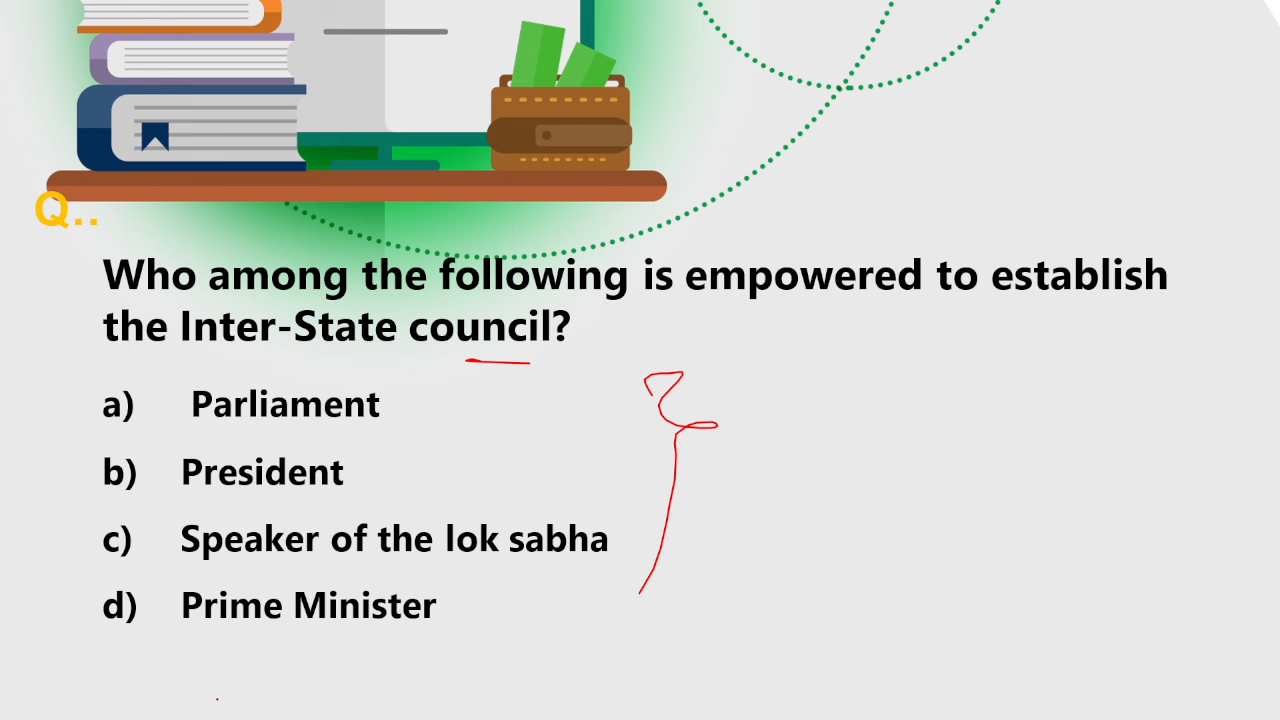 Q..
Who among the following is empowered to establish
the Inter-State council?
a) Parliament
b) President
c) Speaker of the lok sabha
d) Prime Minister